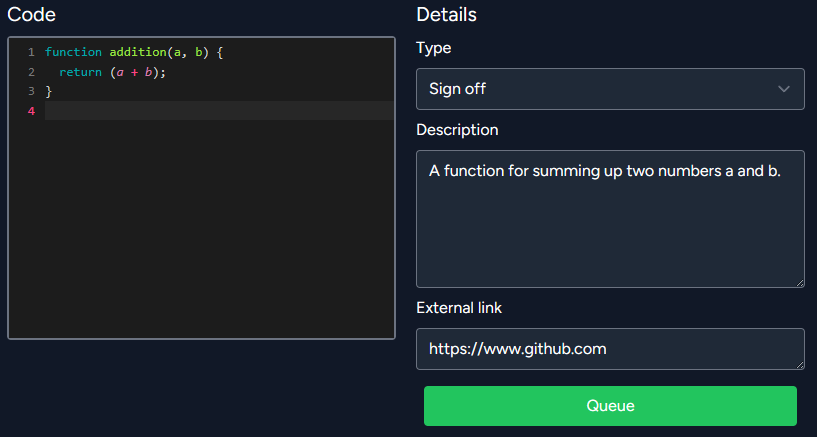 Code
1 function addition(a, b) {
2   return (a + b);
3 }
4
Details
Type
Sign off
Description
A function for summing up two numbers a and b.
External link
https://www.github.com
Queue